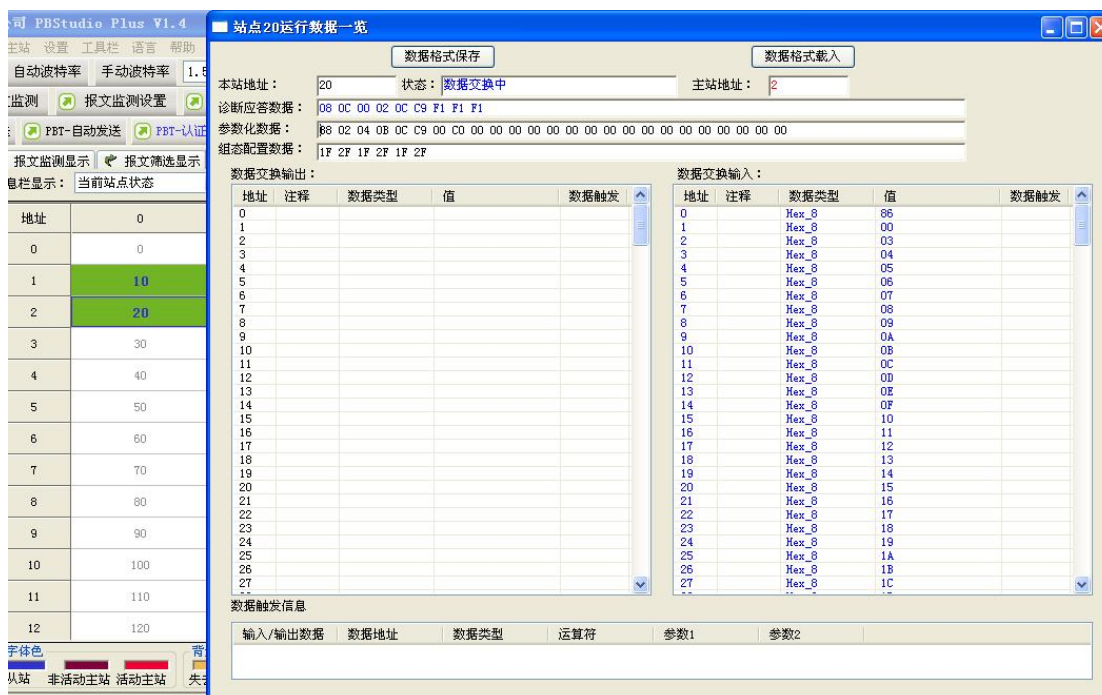 司 PBStudio Plus V1.4
主站 设置 工具栏 语言 帮助
自动波特率 手动波特率 1.5
监测 报文监测设置
PBT-自动发送 PBT-认证
报文监测显示 报文筛选显示
息栏显示： 当前站点状态
地址 0
0 0
1 10
2 20
3 30
4 40
5 50
6 60
7 70
8 80
9 90
10 100
11 110
12 120
字体色 背
从站 非活动主站 活动主站 失去
站点20运行数据一览
数据格式保存 数据格式载入
本站地址： 20 状态： 数据交换中 主站地址： 2
诊断应答数据： 08 0C 00 02 0C C9 F1 F1 F1
参数化数据： B8 02 04 0B 0C C9 00 C0 00 00 00 00 00 00 00 00 00 00 00 00 00 00 00 00 00
组态配置数据： 1F 2F 1F 2F 1F 2F
数据交换输出： 数据交换输入：
地址 注释 数据类型 值 数据触发 地址 注释 数据类型 值 数据触发
0 0 Hex_8 86
1 1 Hex_8 00
2 2 Hex_8 03
3 3 Hex_8 04
4 4 Hex_8 05
5 5 Hex_8 06
6 6 Hex_8 07
7 7 Hex_8 08
8 8 Hex_8 09
9 9 Hex_8 0A
10 10 Hex_8 0B
11 11 Hex_8 0C
12 12 Hex_8 0D
13 13 Hex_8 0E
14 14 Hex_8 0F
15 15 Hex_8 10
16 16 Hex_8 11
17 17 Hex_8 12
18 18 Hex_8 13
19 19 Hex_8 14
20 20 Hex_8 15
21 21 Hex_8 16
22 22 Hex_8 17
23 23 Hex_8 18
24 24 Hex_8 19
25 25 Hex_8 1A
26 26 Hex_8 1B
27 27 Hex_8 1C
数据触发信息
输入/输出数据 数据地址 数据类型 运算符 参数1 参数2